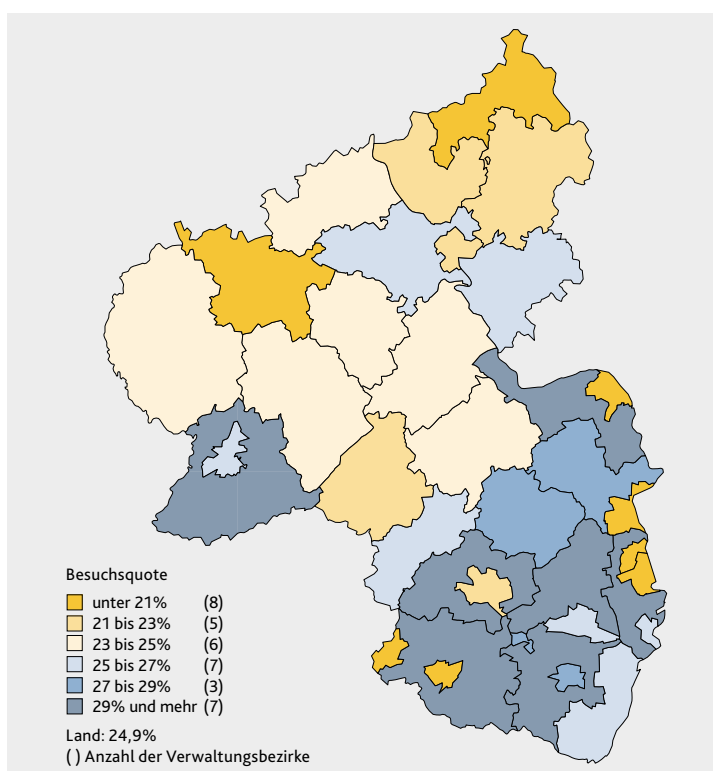 Besuchsquote
unter 21% (8)
21 bis 23% (5)
23 bis 25% (6)
25 bis 27% (7)
27 bis 29% (3)
29% und mehr (7)
Land: 24,9%
( ) Anzahl der Verwaltungsbezirke